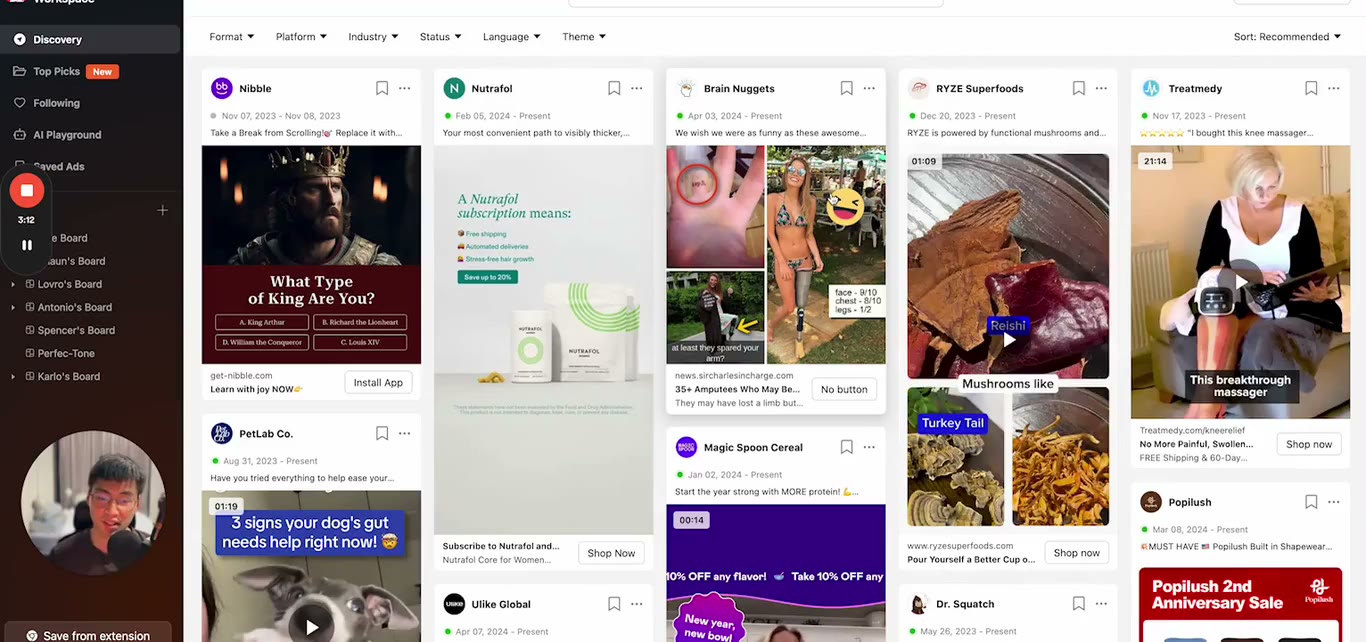 Workspace
Discovery
Top Picks New
Following
AI Playground
Saved Ads
3:12
Lovro's Board
Antonio's Board
Spencer's Board
Perfec-Tone
Karlo's Board
Save from extension
Format Platform Industry Status Language Theme Sort: Recommended
Nibble
Nov 07, 2023 - Nov 08, 2023
Take a Break from Scrolling! Replace it with...
What Type
of King Are You?
A. King Arthur B. Richard the Lionheart
D. William the Conqueror C. Louis XIV
get-nibble.com
Learn with joy NOW👉
Install App
PetLab Co.
Aug 31, 2023 - Present
Have you tried everything to help ease your...
01:19
3 signs your dog's gut
needs help right now! 🤯
N Nutrafol
Feb 05, 2024 - Present
Your most convenient path to visibly thicker,...
A Nutrafol
subscription means:
Free shipping
Automated deliveries
Stress-free hair growth
Save up to 20%
NUTRAFOL
NUTRAFOL
Subscribe to Nutrafol and...
Nutrafol Core for Women...
Shop Now
ULIKE Ulike Global
Apr 07, 2024 - Present
Brain Nuggets
Apr 03, 2024 - Present
We wish we were as funny as these awesome...
face - 9/10
chest - 8/10
legs - 1/2
at least they spared your
arm?
news.sircharlesincharge.com
35+ Amputees Who May Be...
They may have lost a limb but...
No button
Magic Spoon Cereal
Jan 02, 2024 - Present
Start the year strong with MORE protein! 💪...
00:14
10% OFF any flavor! 🥣 Take 10% OFF any
New year,
new bowl
RYZE Superfoods
Dec 20, 2023 - Present
RYZE is powered by functional mushrooms and...
01:09
Reishi
Mushrooms like
Turkey Tail
www.ryzesuperfoods.com
Pour Yourself a Better Cup o...
Shop now
Dr. Squatch
May 26, 2023 - Present
Treatmedy
Nov 17, 2023 - Present
⭐⭐⭐⭐⭐ "I bought this knee massager...
21:14
This breakthrough
massager
Treatmedy.com/kneerelief
No More Painful, Swollen...
FREE Shipping & 60-Day...
Shop now
Popilush
Mar 08, 2024 - Present
MUST HAVE 🇺🇸 Popilush Built in Shapewear...
Popilush 2nd
Anniversary Sale
Popilush